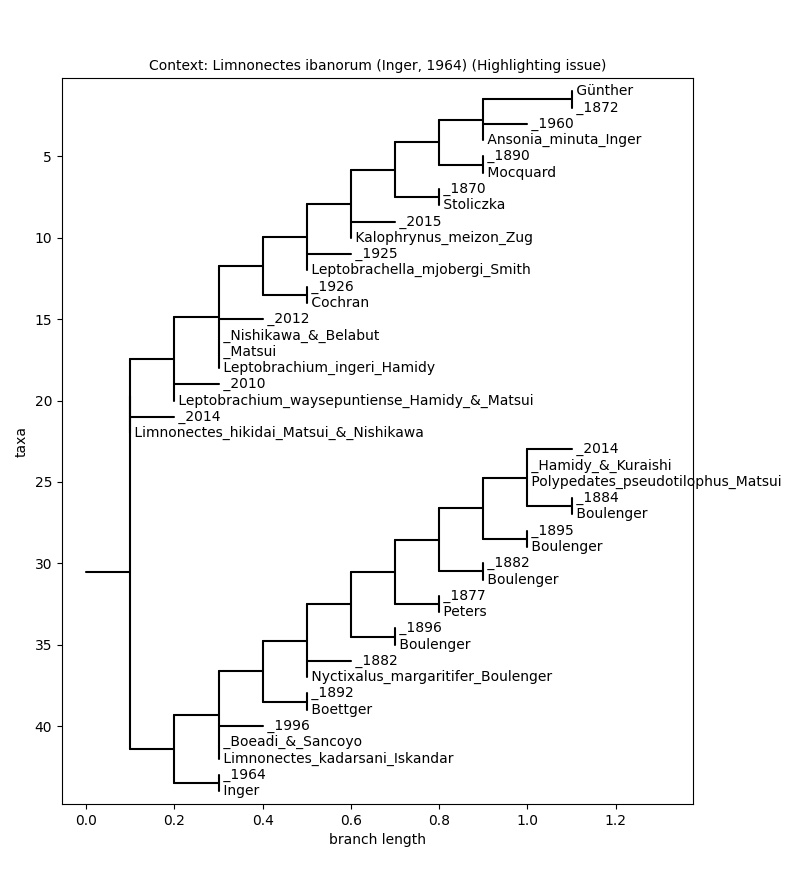 Context: Limnonectes ibanorum (Inger, 1964) (Highlighting issue)
Günther
_1872
_1960
Ansonia_minuta_Inger
_1890
Mocquard
_1870
Stoliczka
_2015
Kalophrynus_meizon_Zug
_1925
Leptobrachella_mjobergi_Smith
_1926
Cochran
_2012
_Nishikawa_&_Belabut
_Matsui
Leptobrachium_ingeri_Hamidy
_2010
Leptobrachium_waysepuntiense_Hamidy_&_Matsui
_2014
Limnonectes_hikidai_Matsui_&_Nishikawa
_2014
_Hamidy_&_Kuraishi
Polypedates_pseudotilophus_Matsui
_1884
Boulenger
_1895
Boulenger
_1882
Boulenger
_1877
Peters
_1896
Boulenger
_1882
Nyctixalus_margaritifer_Boulenger
_1892
Boettger
_1996
_Boeadi_&_Sancoyo
Limnonectes_kadarsani_Iskandar
_1964
Inger
5
10
15
20
25
30
35
40
taxa
0.0 0.2 0.4 0.6 0.8 1.0 1.2
branch length